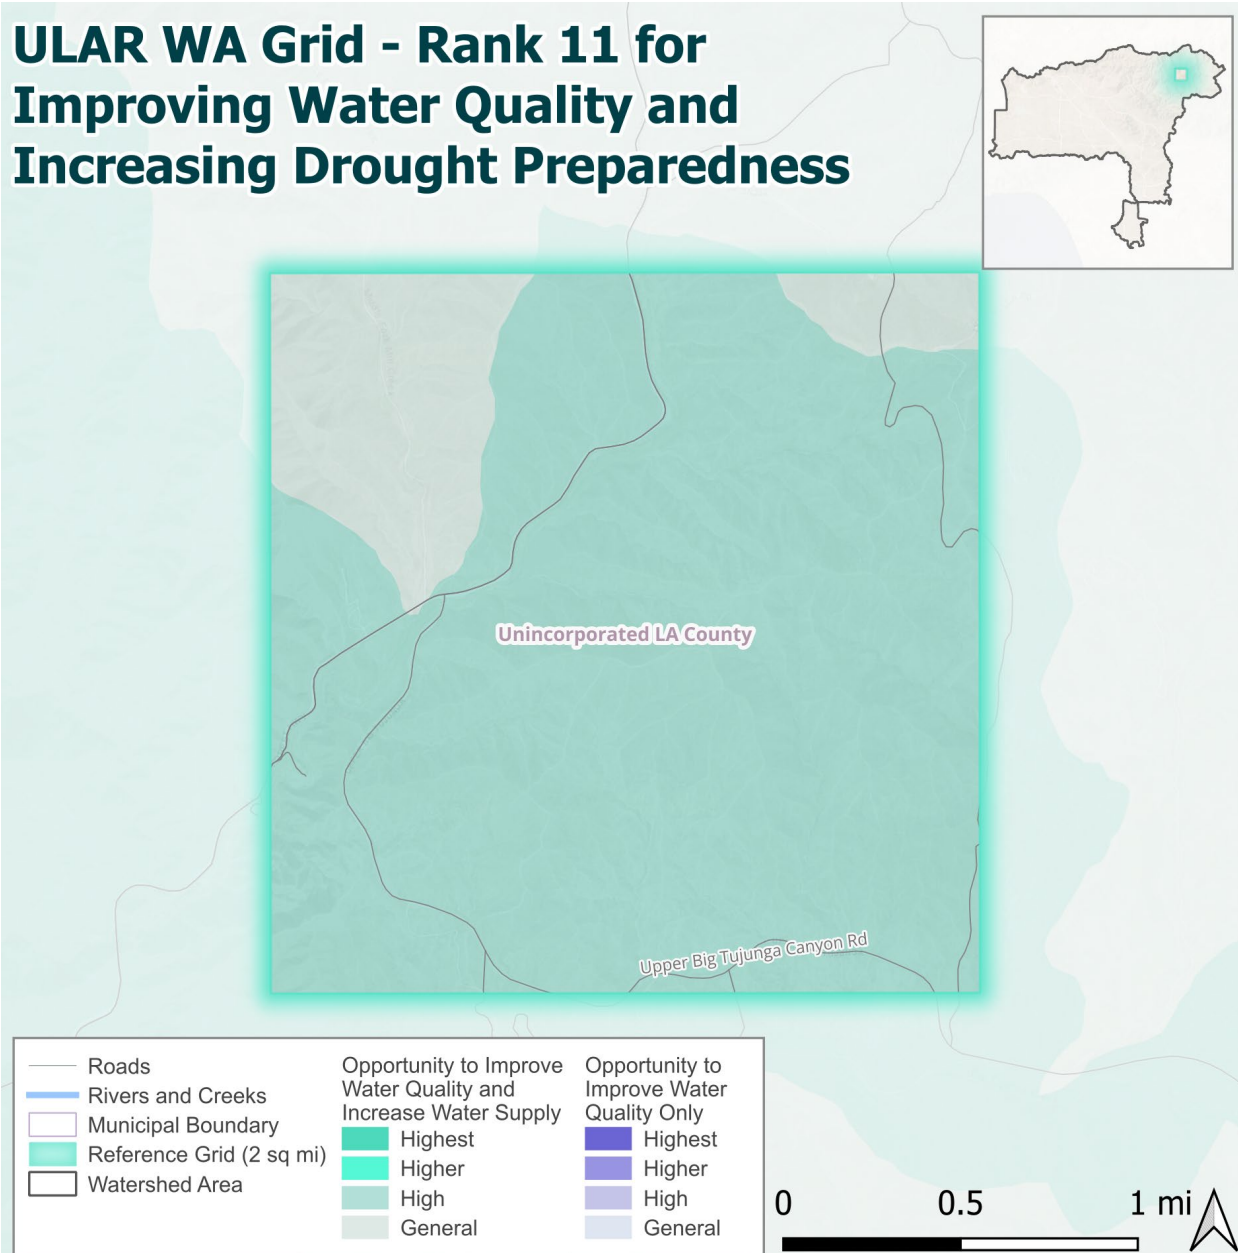 ULAR WA Grid - Rank 11 for
Improving Water Quality and
Increasing Drought Preparedness
Unincorporated LA County
Upper Big Tujunga Canyon Rd
Roads
Rivers and Creeks
Municipal Boundary
Reference Grid (2 sq mi)
Watershed Area
Opportunity to Improve
Water Quality and
Increase Water Supply
Highest
Higher
High
General
Opportunity to
Improve Water
Quality Only
Highest
Higher
High
General
0 0.5 1 mi